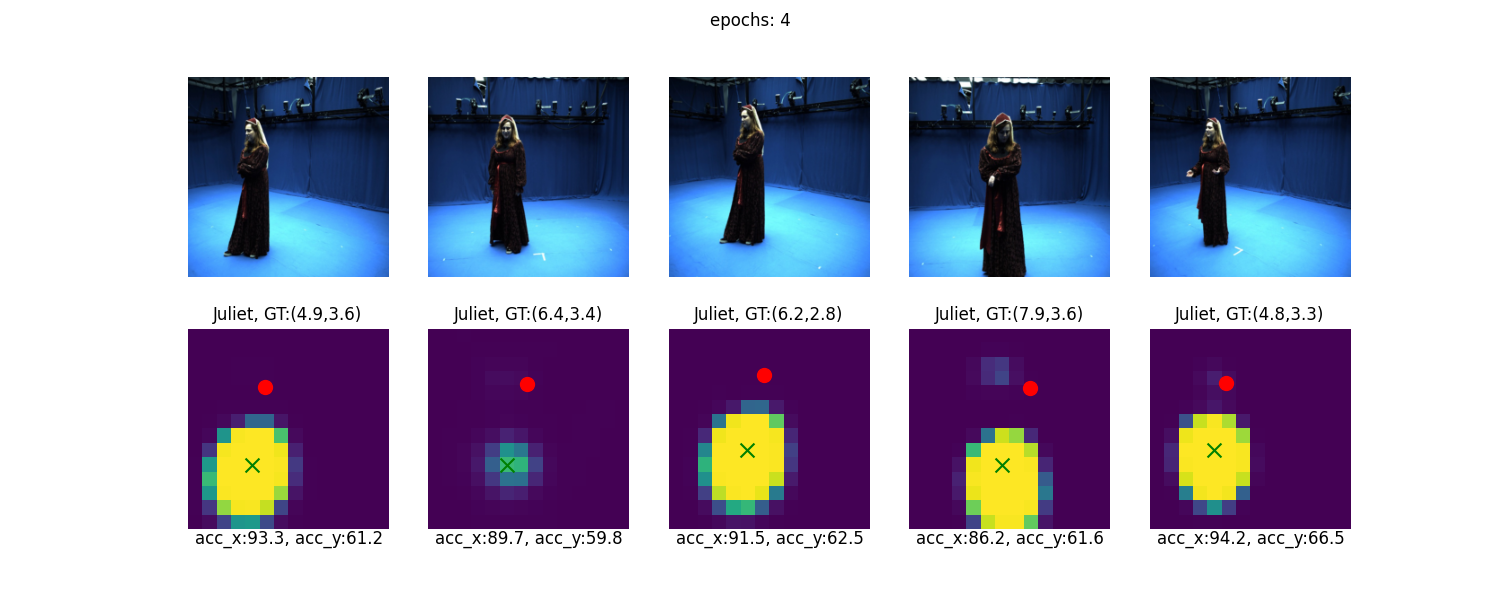 epochs: 4
Juliet, GT:(4.9,3.6)
Juliet, GT:(6.4,3.4)
Juliet, GT:(6.2,2.8)
Juliet, GT:(7.9,3.6)
Juliet, GT:(4.8,3.3)
acc_x:93.3, acc_y:61.2
acc_x:89.7, acc_y:59.8
acc_x:91.5, acc_y:62.5
acc_x:86.2, acc_y:61.6
acc_x:94.2, acc_y:66.5